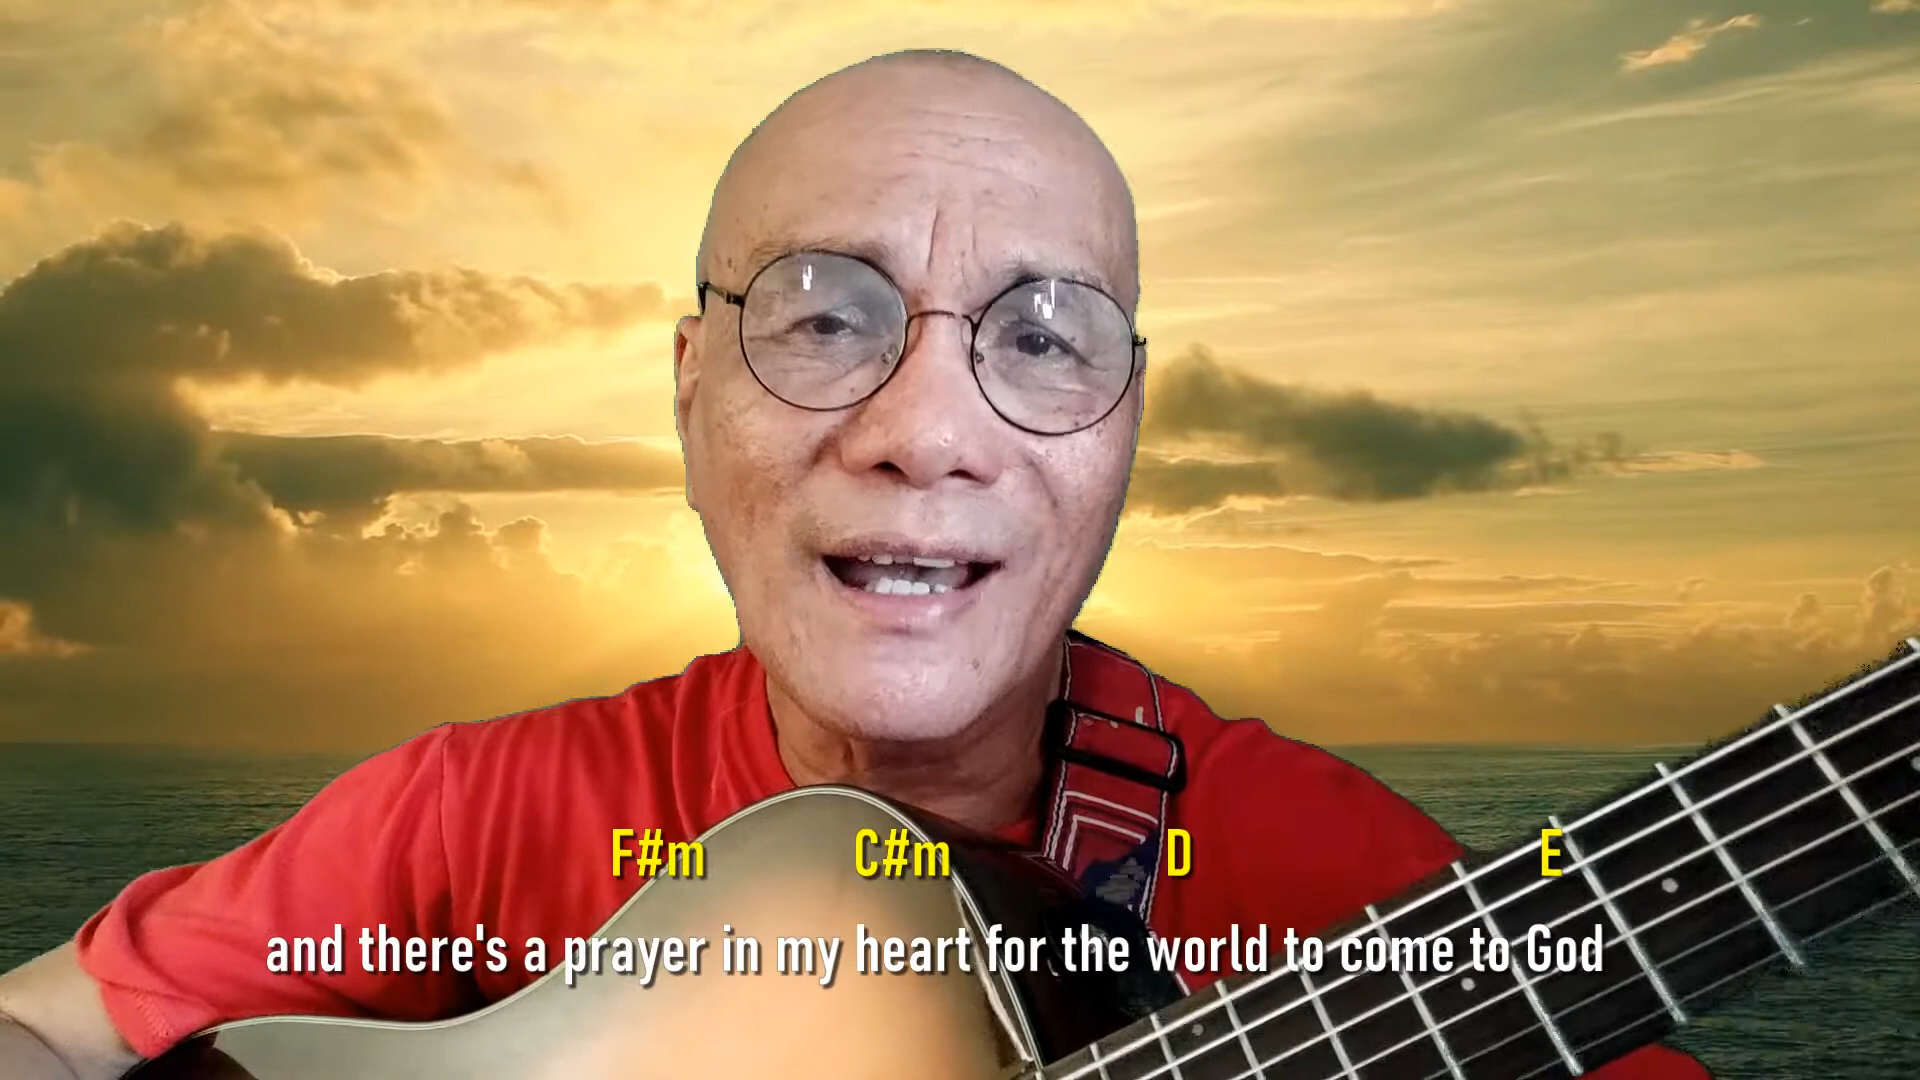 F#m C#m D E
and there's a prayer in my heart for the world to come to God